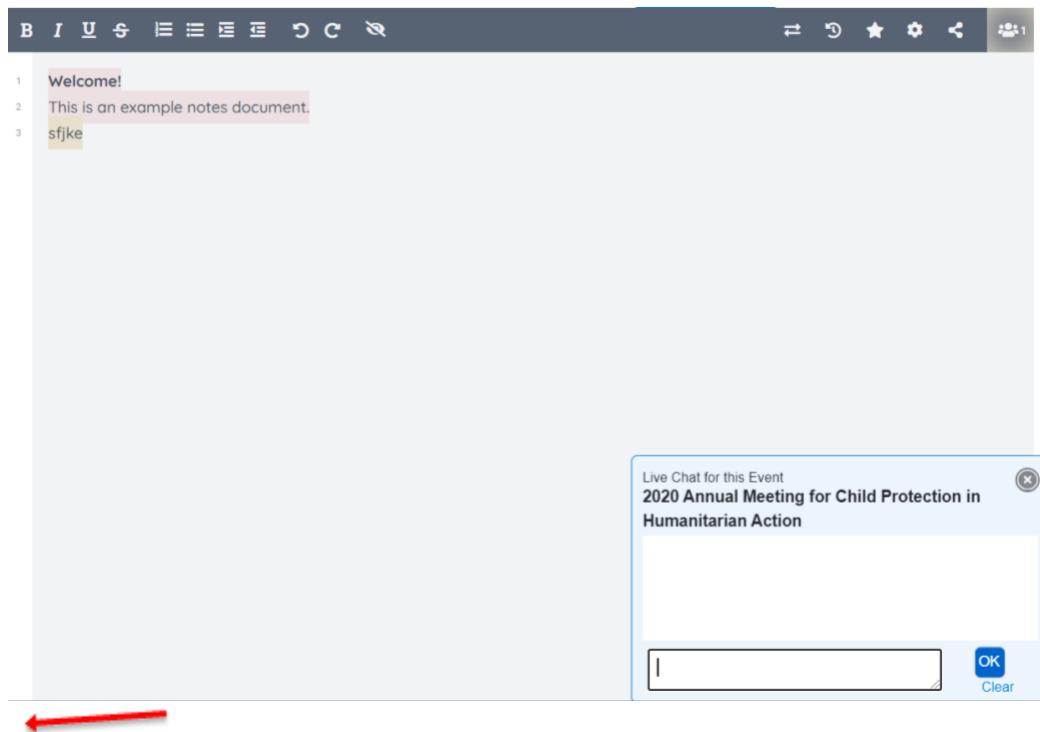 B I U S
1
1 Welcome!
2 This is an example notes document.
3 sfjke
Live Chat for this Event
2020 Annual Meeting for Child Protection in
Humanitarian Action
OK
Clear